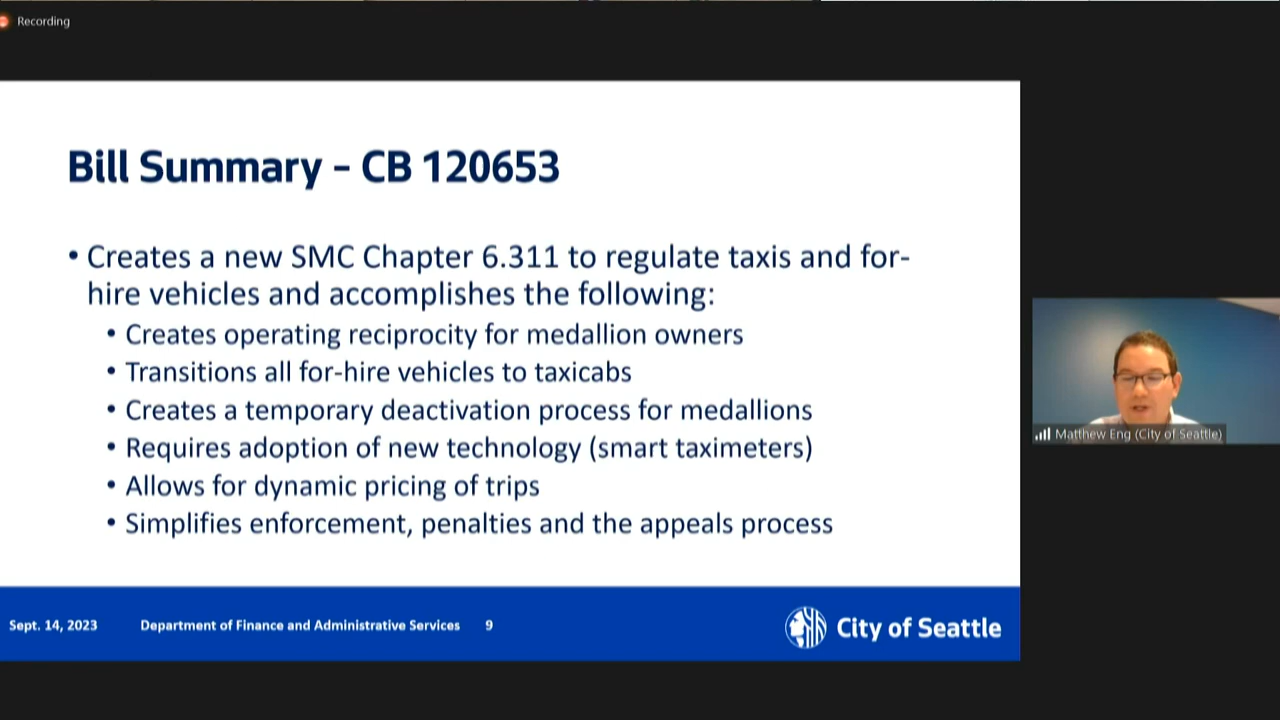 Recording
Bill Summary – CB 120653
• Creates a new SMC Chapter 6.311 to regulate taxis and for-
hire vehicles and accomplishes the following:
• Creates operating reciprocity for medallion owners
• Transitions all for-hire vehicles to taxicabs
• Creates a temporary deactivation process for medallions
• Requires adoption of new technology (smart taximeters)
• Allows for dynamic pricing of trips
• Simplifies enforcement, penalties and the appeals process
Matthew Eng (City of Seattle)
Sept. 14, 2023 Department of Finance and Administrative Services 9
City of Seattle